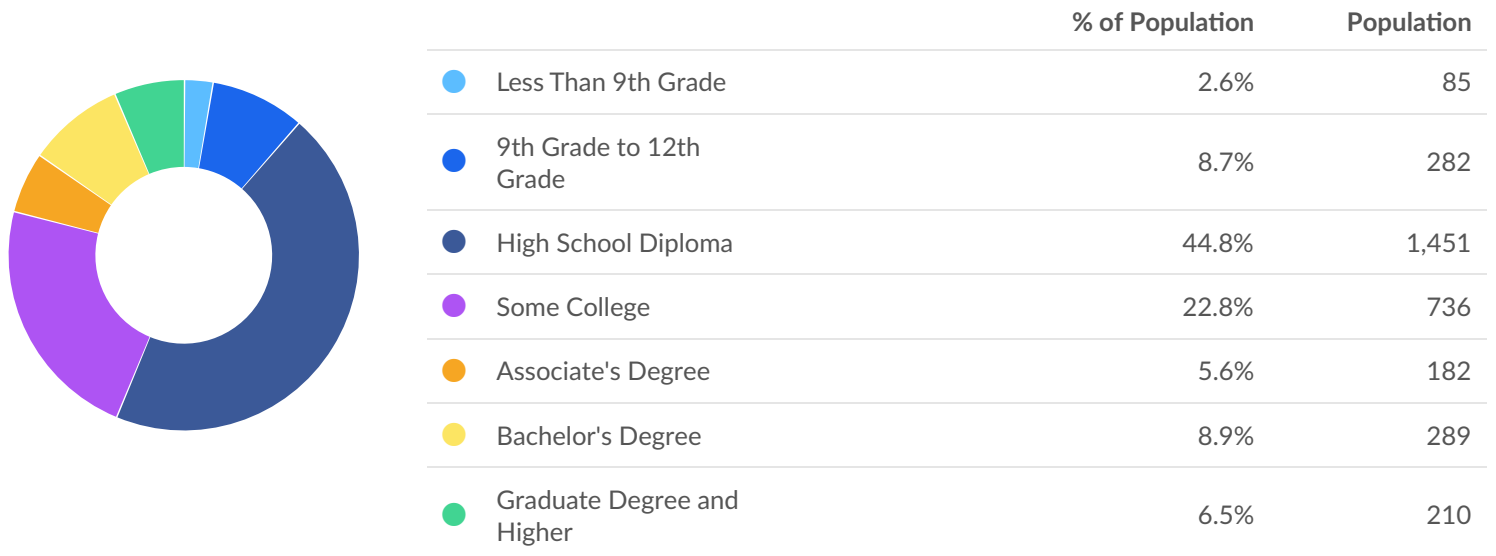 % of Population Population
Less Than 9th Grade 2.6% 85
9th Grade to 12th
Grade 8.7% 282
High School Diploma 44.8% 1,451
Some College 22.8% 736
Associate's Degree 5.6% 182
Bachelor's Degree 8.9% 289
Graduate Degree and
Higher 6.5% 210